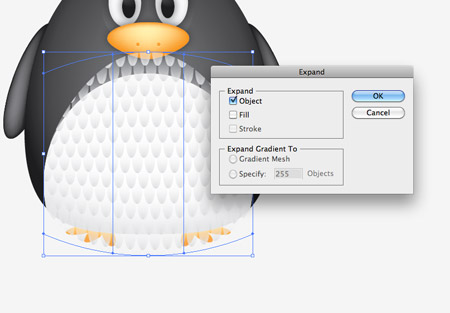 Expand
Expand
Object
Fill
Stroke
OK
Cancel
Expand Gradient To
Gradient Mesh
Specify: 255 Objects